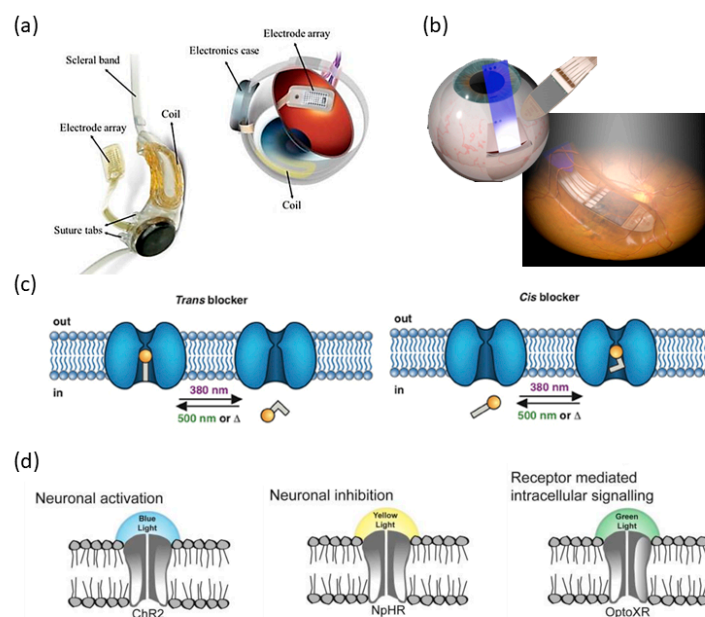 (a)
Scleral band
Electrode array
Coil
Suture tabs
Electronics case
Electrode array
Coil
(b)
(c)
Trans blocker
out
in
380 nm
500 nm or Δ
Cis blocker
out
in
380 nm
500 nm or Δ
(d)
Neuronal activation
Blue
Light
ChR2
Neuronal inhibition
Yellow
Light
NpHR
Receptor mediated
intracellular signalling
Green
Light
OptoXR